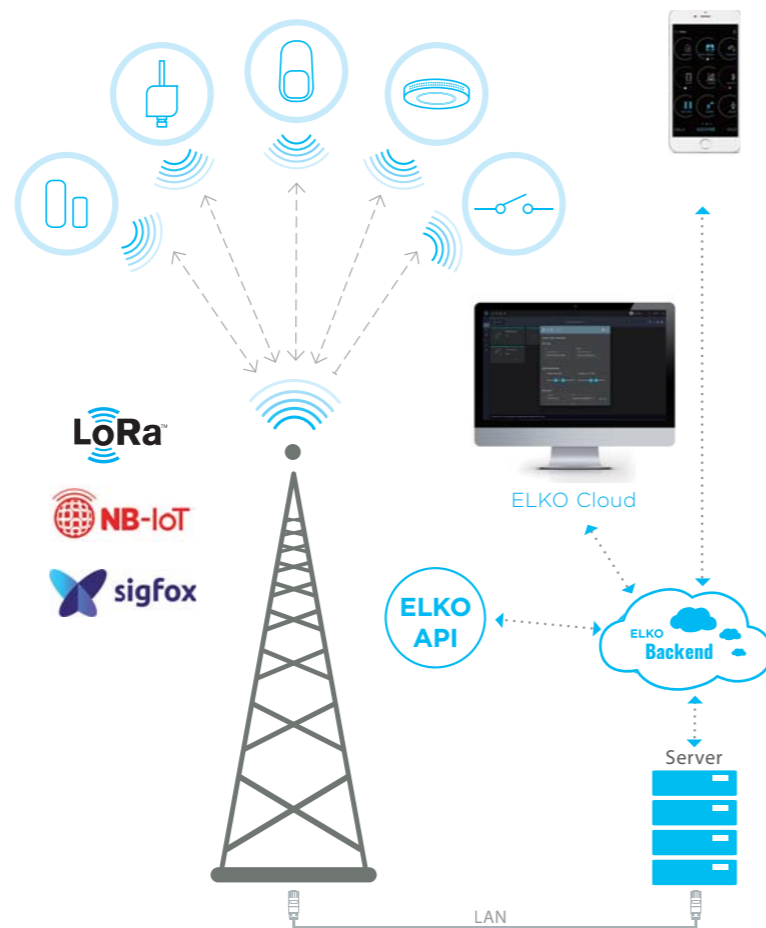 LoRa™
NB-IoT
sigfox
ELKO Cloud
ELKO
API
ELKO
Backend
Server
LAN